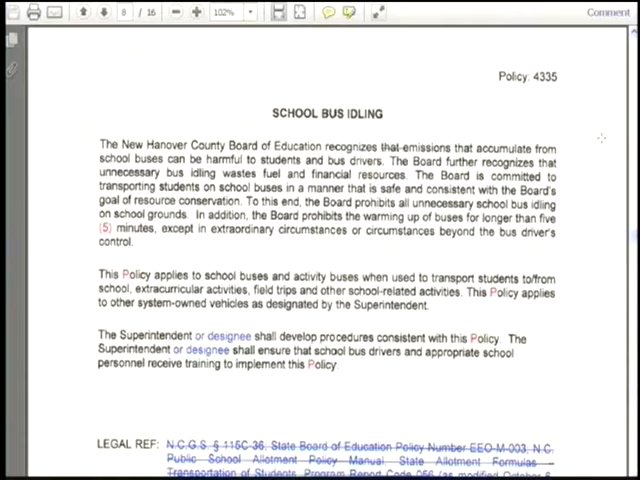 8 / 16
102%
Comment
Policy: 4335
SCHOOL BUS IDLING
The New Hanover County Board of Education recognizes that emissions that accumulate from
school buses can be harmful to students and bus drivers. The Board further recognizes that
unnecessary bus idling wastes fuel and financial resources. The Board is committed to
transporting students on school buses in a manner that is safe and consistent with the Board's
goal of resource conservation. To this end, the Board prohibits all unnecessary school bus idling
on school grounds. In addition, the Board prohibits the warming up of buses for longer than five
(5) minutes, except in extraordinary circumstances or circumstances beyond the bus driver's
control.
This Policy applies to school buses and activity buses when used to transport students to/from
school, extracurricular activities, field trips and other school-related activities. This Policy applies
to other system-owned vehicles as designated by the Superintendent.
The Superintendent or designee shall develop procedures consistent with this Policy. The
Superintendent or designee shall ensure that school bus drivers and appropriate school
personnel receive training to implement this Policy.
LEGAL REF: N.C.G.S. § 115C-36, State Board of Education Policy Number EEO-M-003, N.C.
Public School Allotment Policy Manual State Allotment Formulas –
Transportation of Students, Program Report Code 056 (as modified October 6,